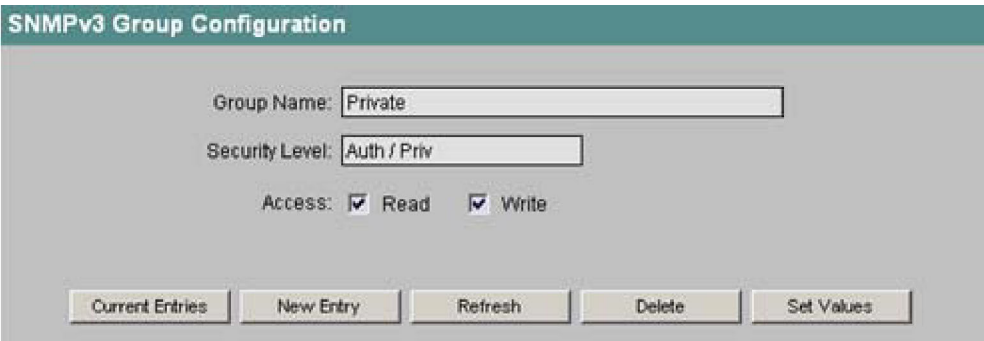 SNMPv3 Group Configuration
Group Name: Private
Security Level: Auth / Priv
Access: Read Write
Current Entries New Entry Refresh Delete Set Values